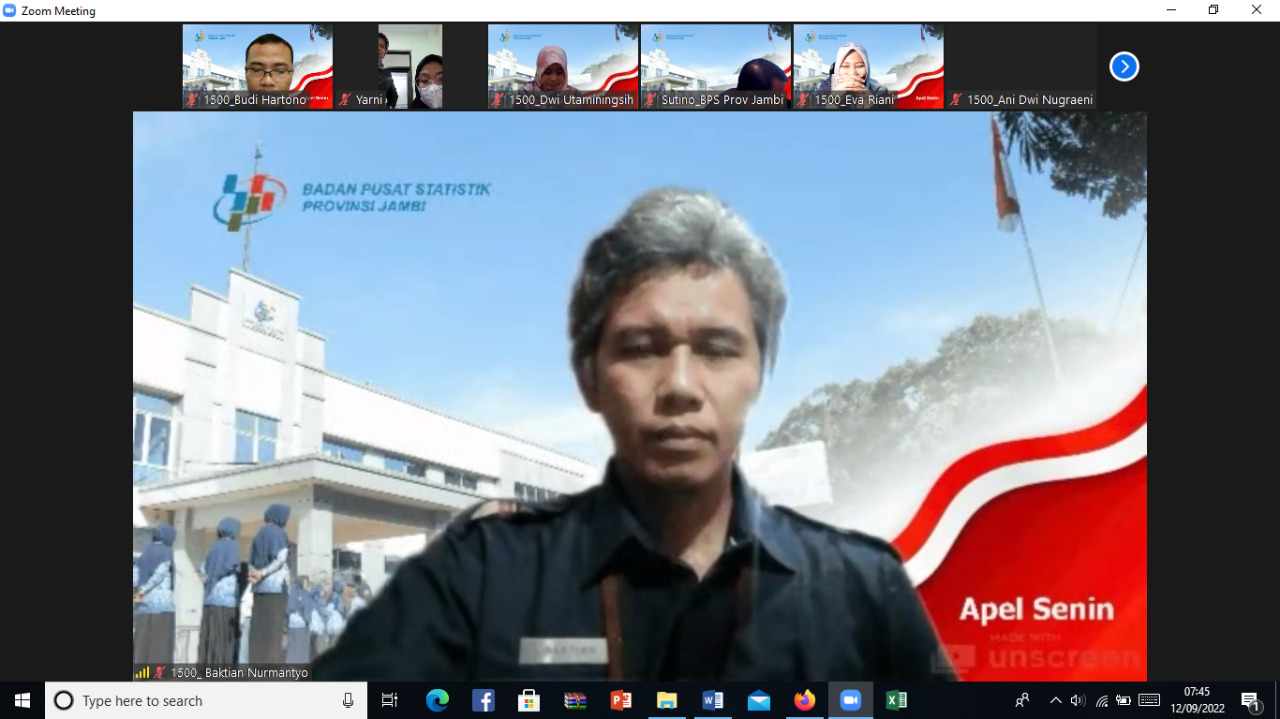 Zoom Meeting
1500_Budi Hartono
Yarni
1500_Dwi Utaminingsih
Sutino_BPS Prov Jambi
1500_Eva Riani
Apel Senin
1500_Ani Dwi Nugraeni
BADAN PUSAT STATISTIK
PROVINSI JAMBI
BAKTIAN
Apel Senin
MADE WITH
unscreen
1500_ Baktian Nurmantyo
Type here to search
07:45
12/09/2022
1